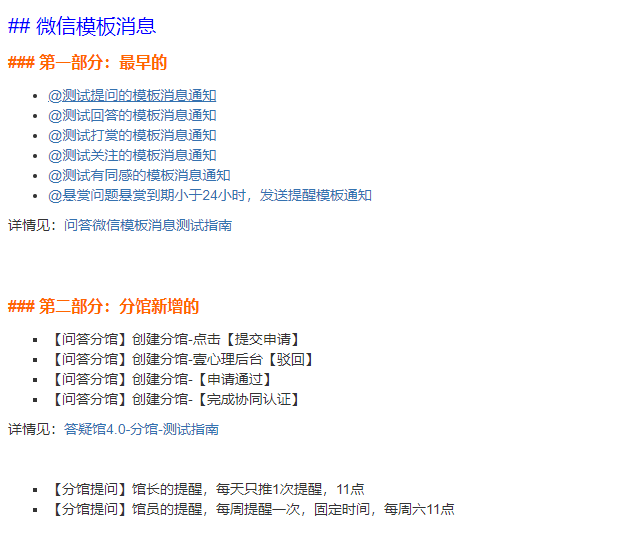 ## 微信模板消息
### 第一部分：最早的
@测试提问的模板消息通知
@测试回答的模板消息通知
@测试打赏的模板消息通知
@测试关注的模板消息通知
@测试有同感的模板消息通知
@悬赏问题悬赏到期小于24小时，发送提醒模板通知
详情见：问答微信模板消息测试指南
### 第二部分：分馆新增的
【问答分馆】创建分馆-点击【提交申请】
【问答分馆】创建分馆-壹心理后台【驳回】
【问答分馆】创建分馆-【申请通过】
【问答分馆】创建分馆-【完成协同认证】
详情见：答疑馆4.0-分馆-测试指南
【分馆提问】馆长的提醒，每天只推1次提醒，11点
【分馆提问】馆员的提醒，每周提醒一次，固定时间，每周六11点